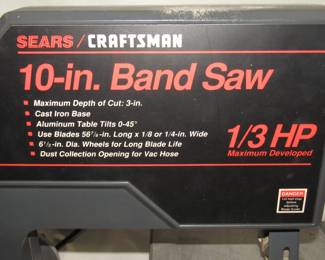 SEARS / CRAFTSMAN
10-in. Band Saw
■ Maximum Depth of Cut: 3-in.
■ Cast Iron Base
■ Aluminum Table Tilts 0-45°
■ Use Blades 56⁷/₈-in. Long x 1/8 or 1/4-in. Wide
■ 6¹/₂-in. Dia. Wheels for Long Blade Life
■ Dust Collection Opening for Vac Hose
1/3 HP
Maximum Developed
DANGER